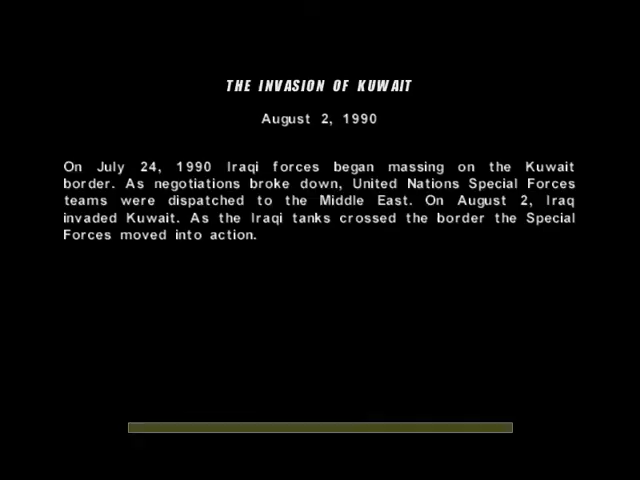 THE INVASION OF KUWAIT
August 2, 1990
On July 24, 1990 Iraqi forces began massing on the Kuwait
border. As negotiations broke down, United Nations Special Forces
teams were dispatched to the Middle East. On August 2, Iraq
invaded Kuwait. As the Iraqi tanks crossed the border the Special
Forces moved into action.